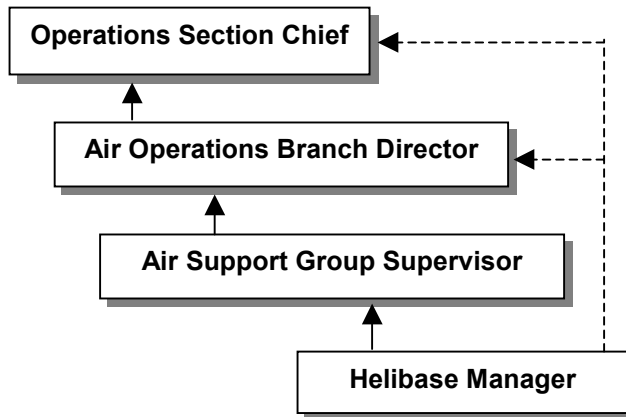 Operations Section Chief
Air Operations Branch Director
Air Support Group Supervisor
Helibase Manager